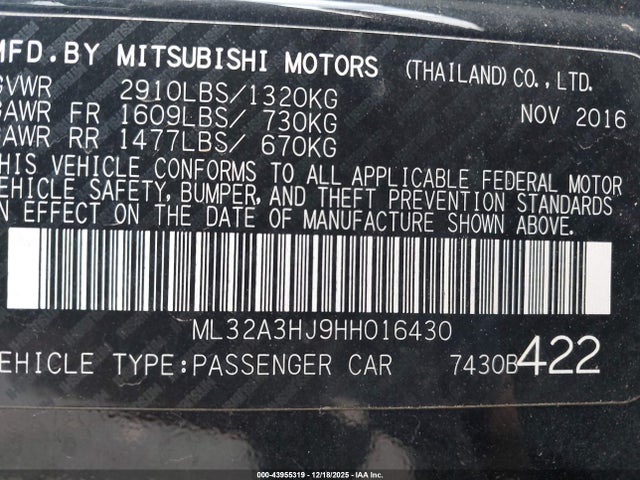 MFD.BY MITSUBISHI MOTORS (THAILAND)CO.,LTD.
GVWR 2910LBS/1320KG NOV 2016
GAWR FR 1609LBS/ 730KG
GAWR RR 1477LBS/ 670KG
THIS VEHICLE CONFORMS TO ALL APPLICABLE FEDERAL MOTOR
VEHICLE SAFETY, BUMPER, AND THEFT PREVENTION STANDARDS
IN EFFECT ON THE DATE OF MANUFACTURE SHOWN ABOVE.
ML32A3HJ9HH016430
VEHICLE TYPE:PASSENGER CAR 7430B422
000-43955319 | 12/18/2025 | IAA Inc.